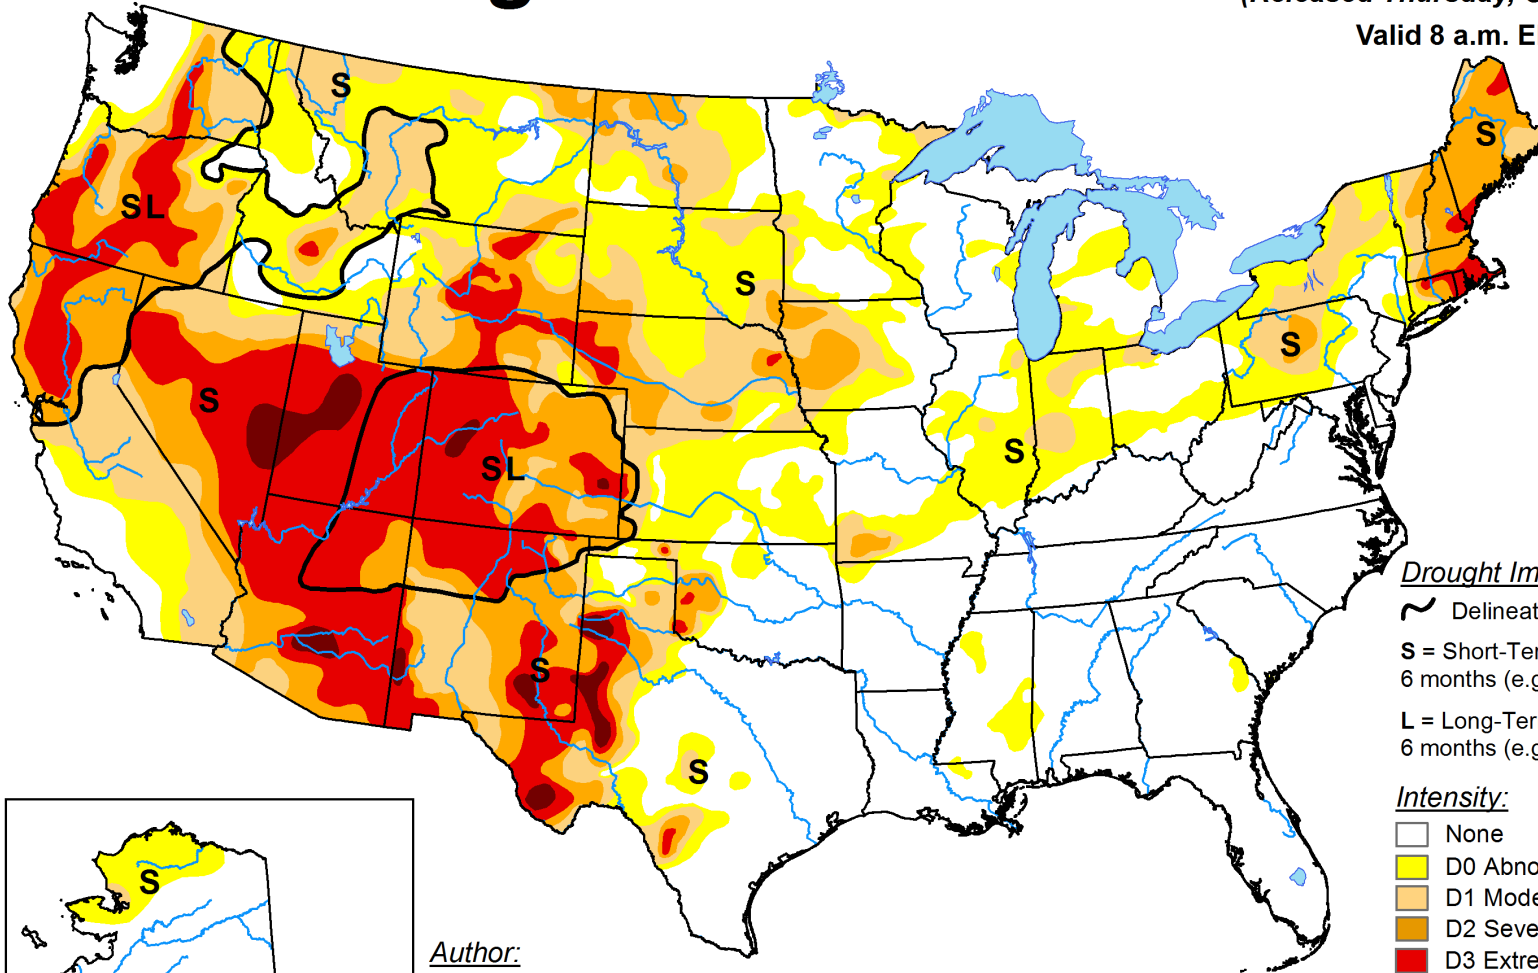 Valid 8 a.m. E
S
S
SL
S
S
S
SL
S
S
S
S
S
Drought Im
Delineat
S = Short-Ter
6 months (e.g
L = Long-Ter
6 months (e.g
Intensity:
None
D0 Abno
D1 Mode
D2 Seve
D3 Extre
Author: